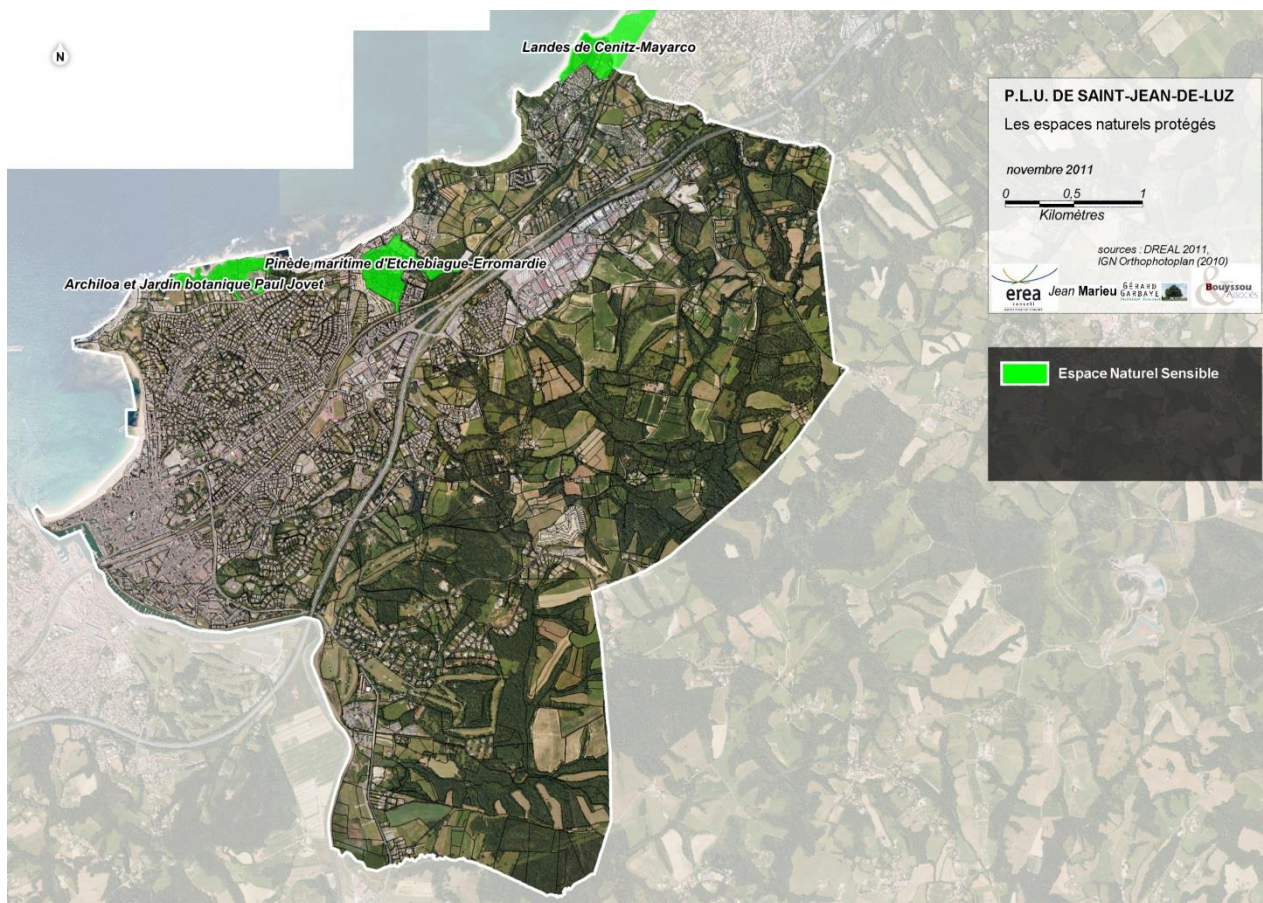 N
Landes de Cenitz-Mayarco
Pinède maritime d'Etchebiague-Erromardie
Archiloa et Jardin botanique Paul Jovet
P.L.U. DE SAINT-JEAN-DE-LUZ
Les espaces naturels protégés
novembre 2011
0 0,5 1
Kilomètres
sources : DREAL 2011,
IGN Orthophotoplan (2010)
erea
conseil
Jean Marieu
GÉRARD
GARBAYE
&
Bouyssou
Associés
Espace Naturel Sensible